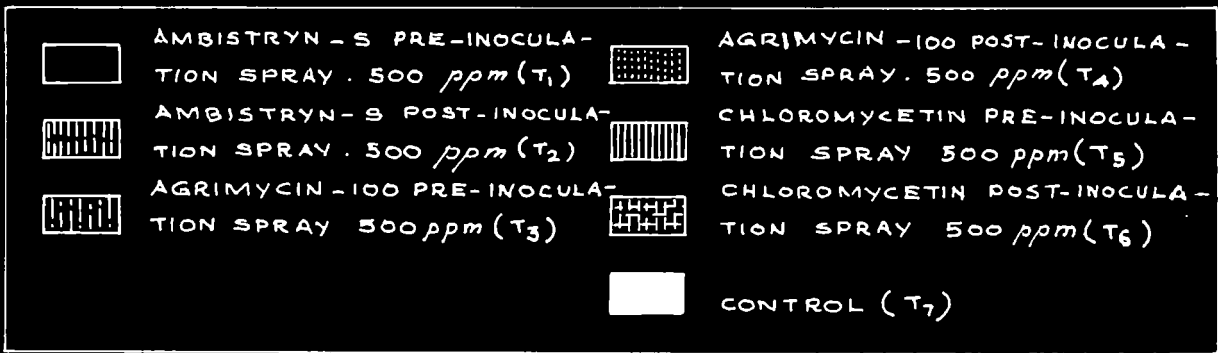 AMBISTRYN-S PRE-INOCULA-
TION SPRAY. 500 ppm (T1)
AMBISTRYN-S POST-INOCULA-
TION SPRAY. 500 ppm (T2)
AGRIMYCIN-100 PRE-INOCULA-
TION SPRAY 500 ppm (T3)
AGRIMYCIN-100 POST-INOCULA-
TION SPRAY. 500 ppm (T4)
CHLOROMYCETIN PRE-INOCULA-
TION SPRAY 500 ppm (T5)
CHLOROMYCETIN POST-INOCULA-
TION SPRAY 500 ppm (T6)
CONTROL (T7)